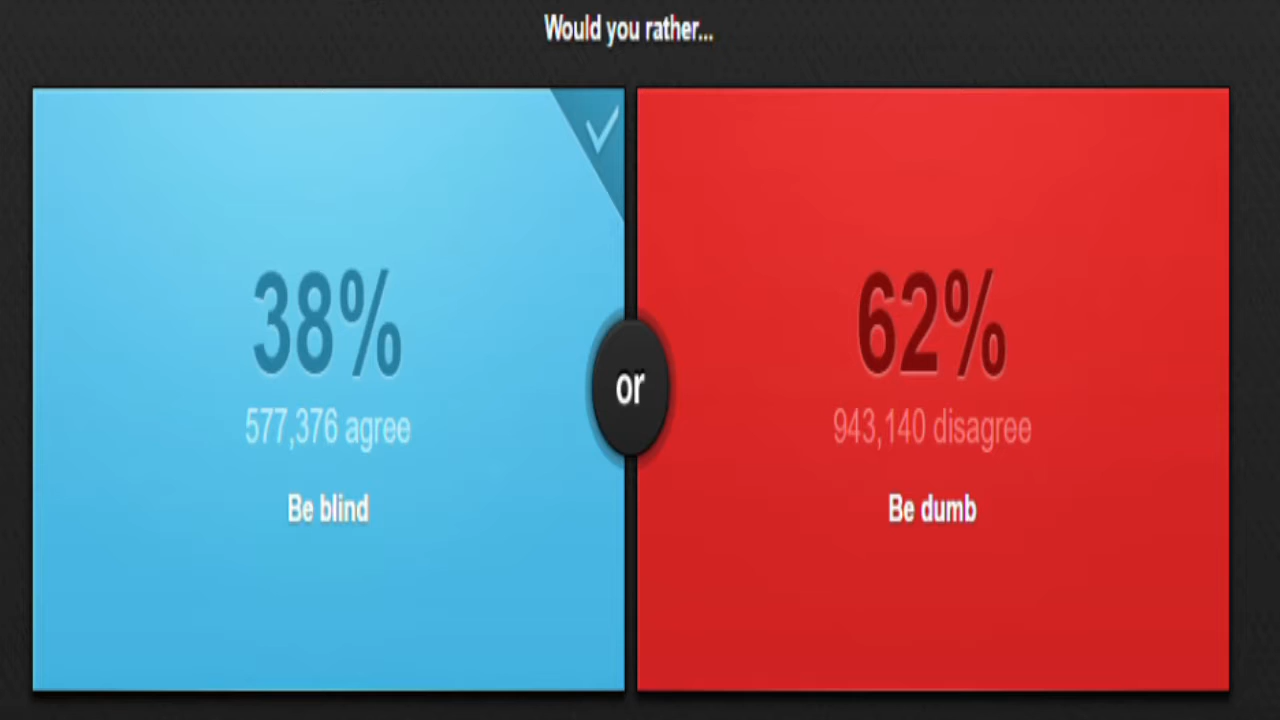 Would you rather...
38%
577,376 agree
Be blind
or
62%
943,140 disagree
Be dumb